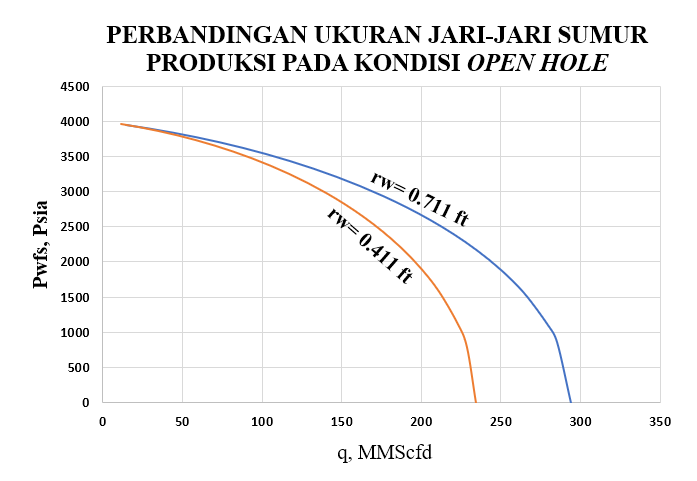 PERBANDINGAN UKURAN JARI-JARI SUMUR
PRODUKSI PADA KONDISI OPEN HOLE
4500
4000
3500
3000
2500
2000
1500
1000
500
0
Pwfs, Psia
rw= 0.711 ft
rw= 0.411 ft
0 50 100 150 200 250 300 350
q, MMScfd